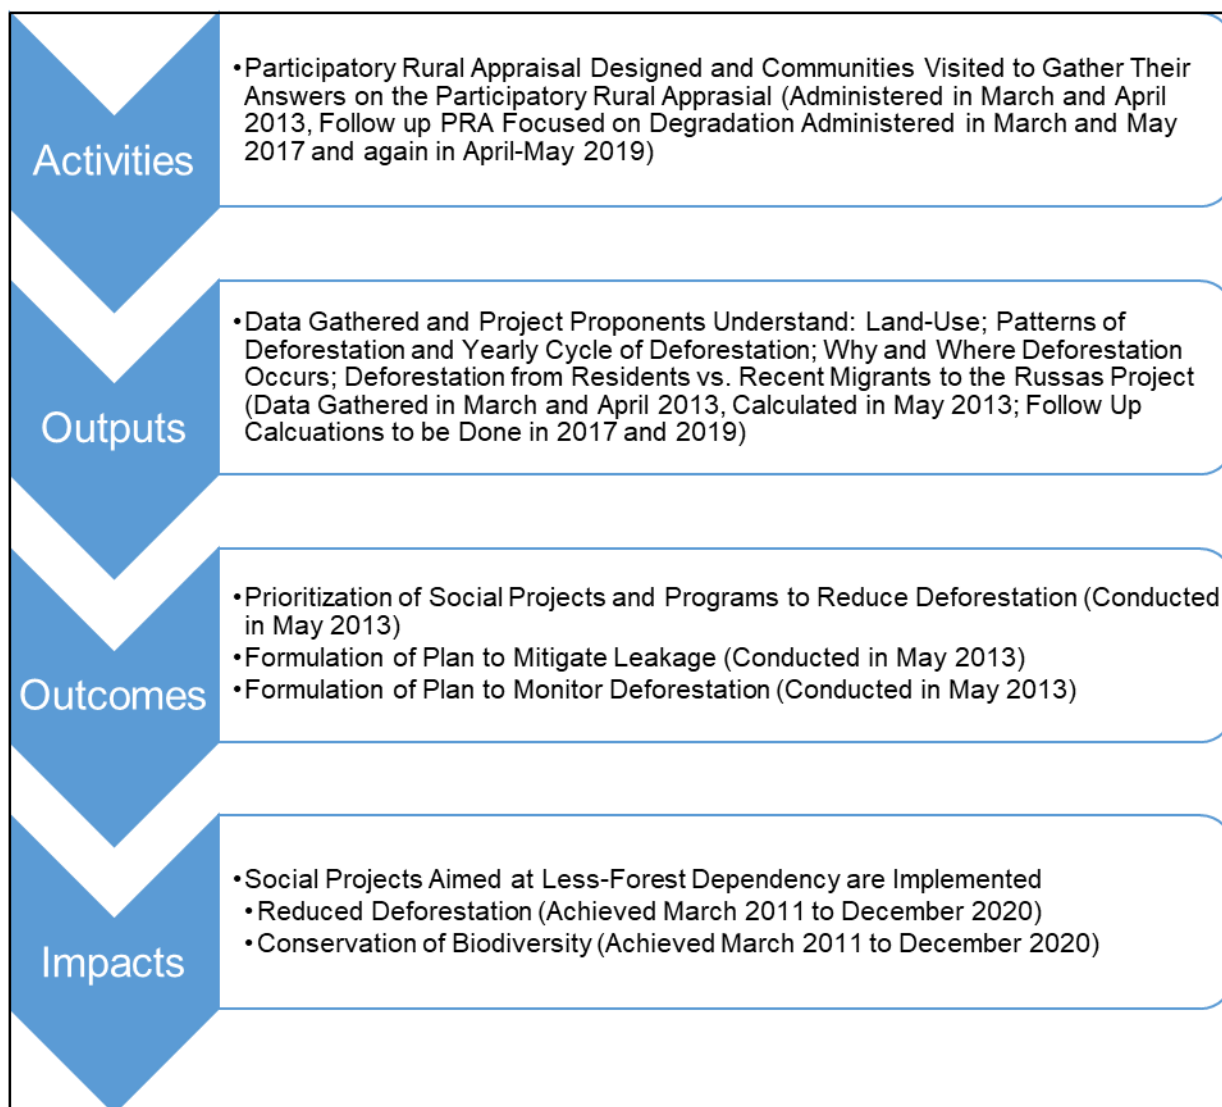 Activities
•Participatory Rural Appraisal Designed and Communities Visited to Gather Their
Answers on the Participatory Rural Apprasial (Administered in March and April
2013, Follow up PRA Focused on Degradation Administered in March and May
2017 and again in April-May 2019)
Outputs
•Data Gathered and Project Proponents Understand: Land-Use; Patterns of
Deforestation and Yearly Cycle of Deforestation; Why and Where Deforestation
Occurs; Deforestation from Residents vs. Recent Migrants to the Russas Project
(Data Gathered in March and April 2013, Calculated in May 2013; Follow Up
Calcuations to be Done in 2017 and 2019)
Outcomes
•Prioritization of Social Projects and Programs to Reduce Deforestation (Conducted
in May 2013)
•Formulation of Plan to Mitigate Leakage (Conducted in May 2013)
•Formulation of Plan to Monitor Deforestation (Conducted in May 2013)
Impacts
•Social Projects Aimed at Less-Forest Dependency are Implemented
•Reduced Deforestation (Achieved March 2011 to December 2020)
•Conservation of Biodiversity (Achieved March 2011 to December 2020)